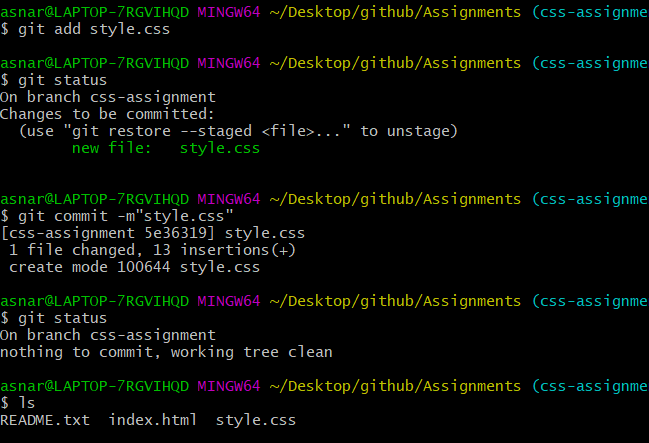 asnar@LAPTOP-7RGVIHQD MINGW64 ~/Desktop/github/Assignments (css-assignme
$ git add style.css
asnar@LAPTOP-7RGVIHQD MINGW64 ~/Desktop/github/Assignments (css-assignme
$ git status
On branch css-assignment
Changes to be committed:
  (use "git restore --staged <file>..." to unstage)
        new file:   style.css
asnar@LAPTOP-7RGVIHQD MINGW64 ~/Desktop/github/Assignments (css-assignme
$ git commit -m"style.css"
[css-assignment 5e36319] style.css
 1 file changed, 13 insertions(+)
 create mode 100644 style.css
asnar@LAPTOP-7RGVIHQD MINGW64 ~/Desktop/github/Assignments (css-assignme
$ git status
On branch css-assignment
nothing to commit, working tree clean
asnar@LAPTOP-7RGVIHQD MINGW64 ~/Desktop/github/Assignments (css-assignme
$ ls
README.txt  index.html  style.css